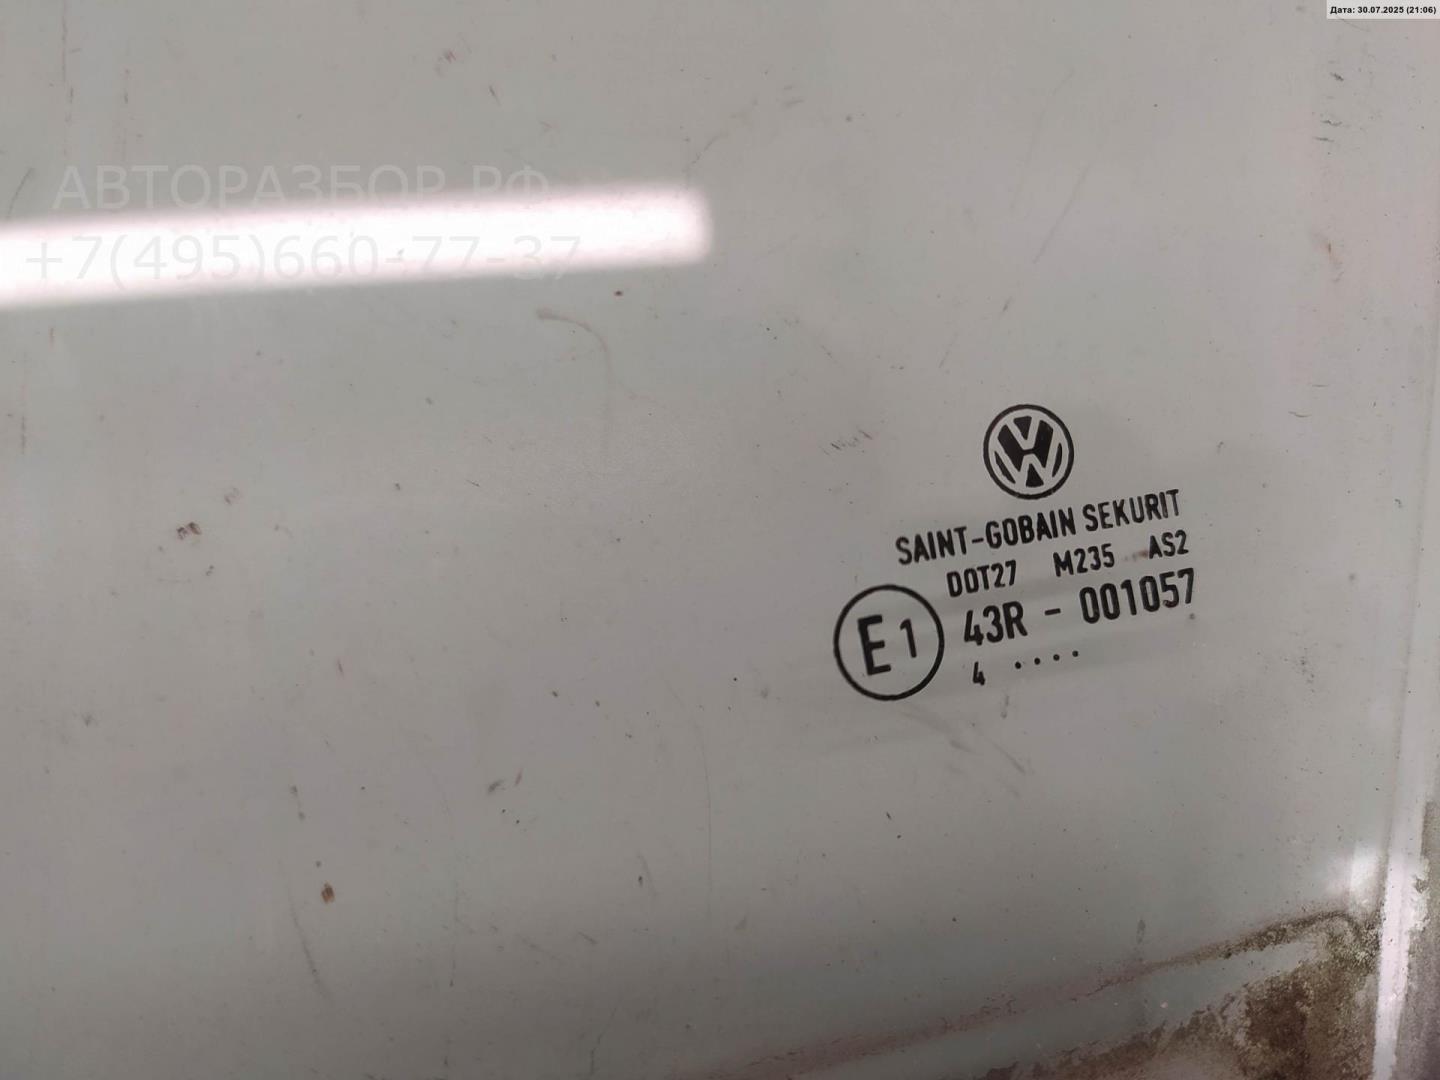 Дата: 30.07.2025 (21:06)
АВТОРАЗБОР.РФ
+7(495)660-77-37
SAINT-GOBAIN SEKURIT
DOT27 M235 AS2
E1 43R - 001057
4 ....